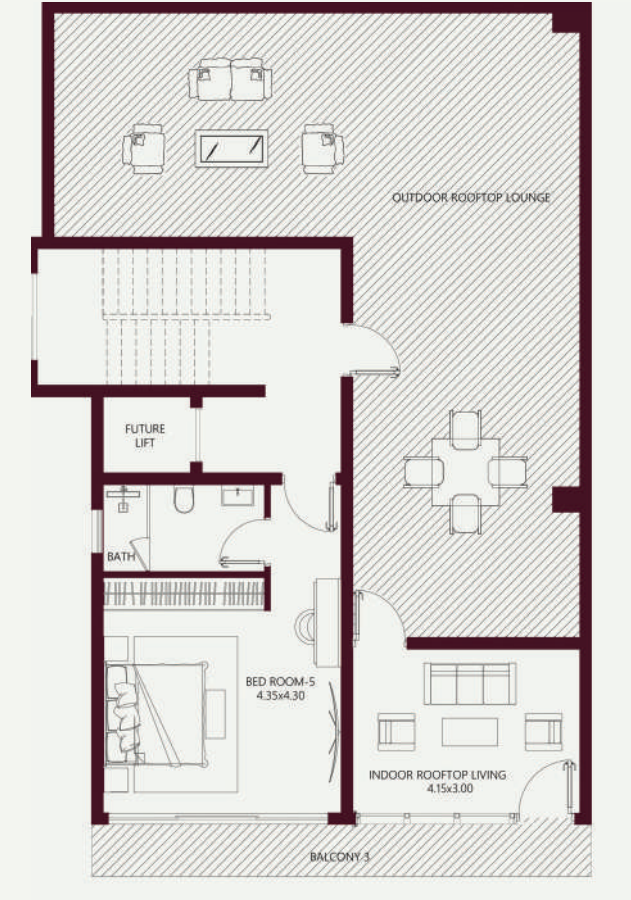 OUTDOOR ROOFTOP LOUNGE
FUTURE
LIFT
BATH
BED ROOM-5
4.35x4.30
INDOOR ROOFTOP LIVING
4.15x3.00
BALCONY 3